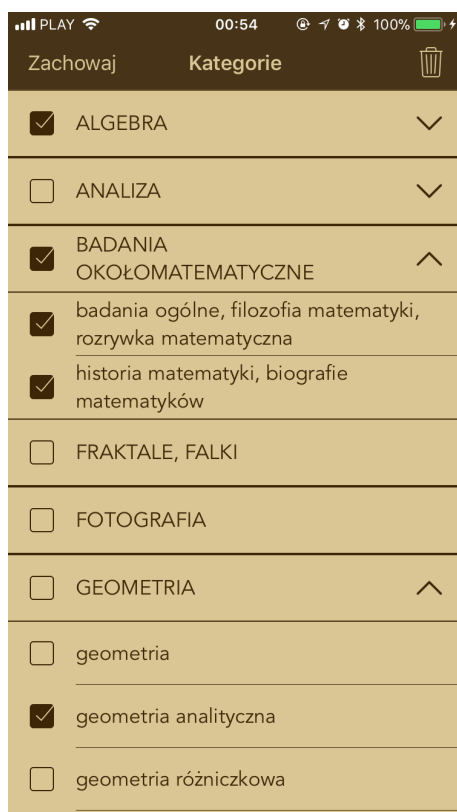 PLAY 00:54 100%
Zachowaj Kategorie
ALGEBRA
ANALIZA
BADANIA
OKOŁOMATEMATYCZNE
badania ogólne, filozofia matematyki,
rozrywka matematyczna
historia matematyki, biografie
matematyków
FRAKTALE, FALKI
FOTOGRAFIA
GEOMETRIA
geometria
geometria analityczna
geometria różniczkowa